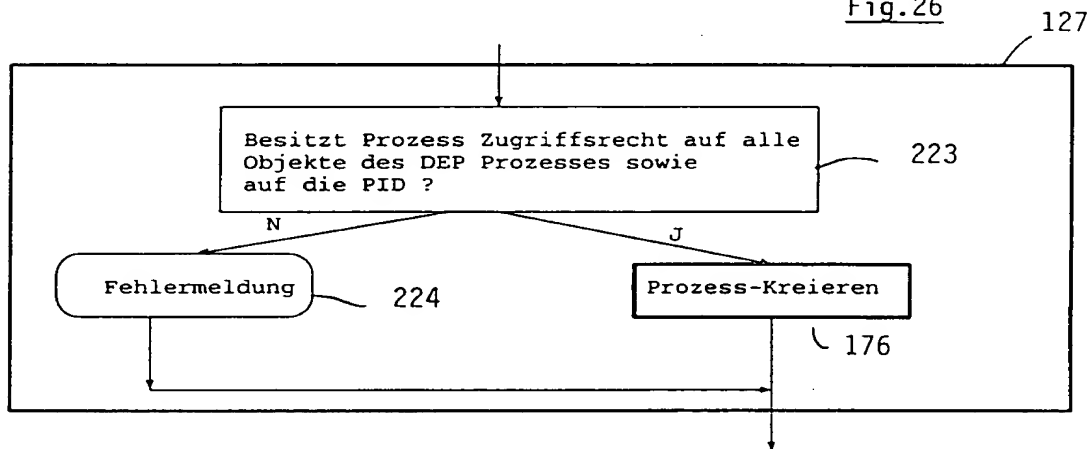 Fig.26
127
Besitzt Prozess Zugriffsrecht auf alle
Objekte des DEP Prozesses sowie
auf die PID ?
223
N
J
Fehlermeldung
224
Prozess-Kreieren
176